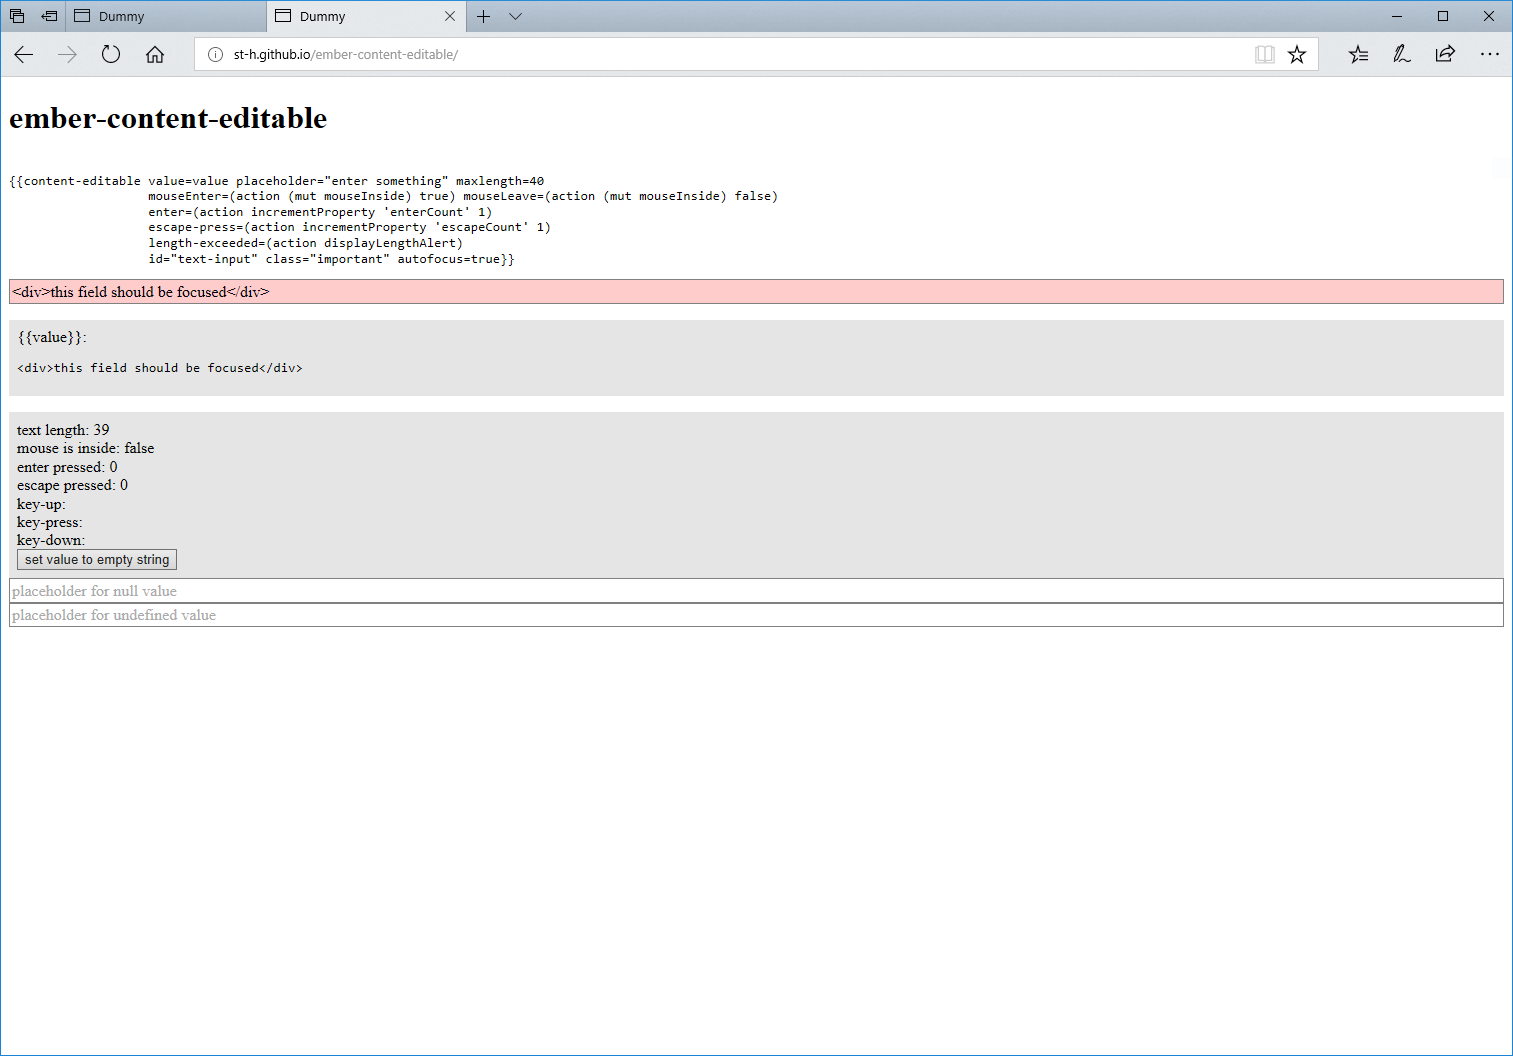 Dummy
Dummy
st-h.github.io/ember-content-editable/
ember-content-editable
{{content-editable value=value placeholder="enter something" maxlength=40
mouseEnter=(action (mut mouseInside) true) mouseLeave=(action (mut mouseInside) false)
enter=(action incrementProperty 'enterCount' 1)
escape-press=(action incrementProperty 'escapeCount' 1)
length-exceeded=(action displayLengthAlert)
id="text-input" class="important" autofocus=true}}
<div>this field should be focused</div>
{{value}}:
<div>this field should be focused</div>
text length: 39
mouse is inside: false
enter pressed: 0
escape pressed: 0
key-up:
key-press:
key-down:
set value to empty string
placeholder for null value
placeholder for undefined value